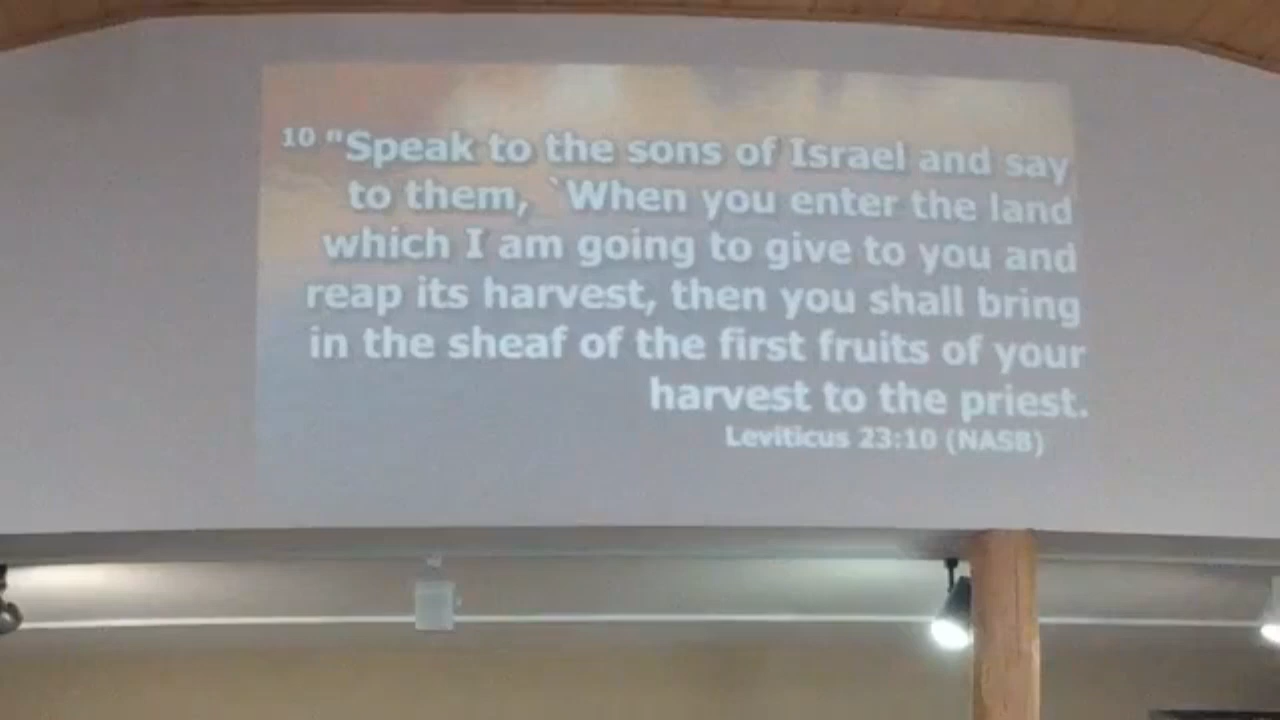 10 "Speak to the sons of Israel and say
to them, `When you enter the land
which I am going to give to you and
reap its harvest, then you shall bring
in the sheaf of the first fruits of your
harvest to the priest.
Leviticus 23:10 (NASB)